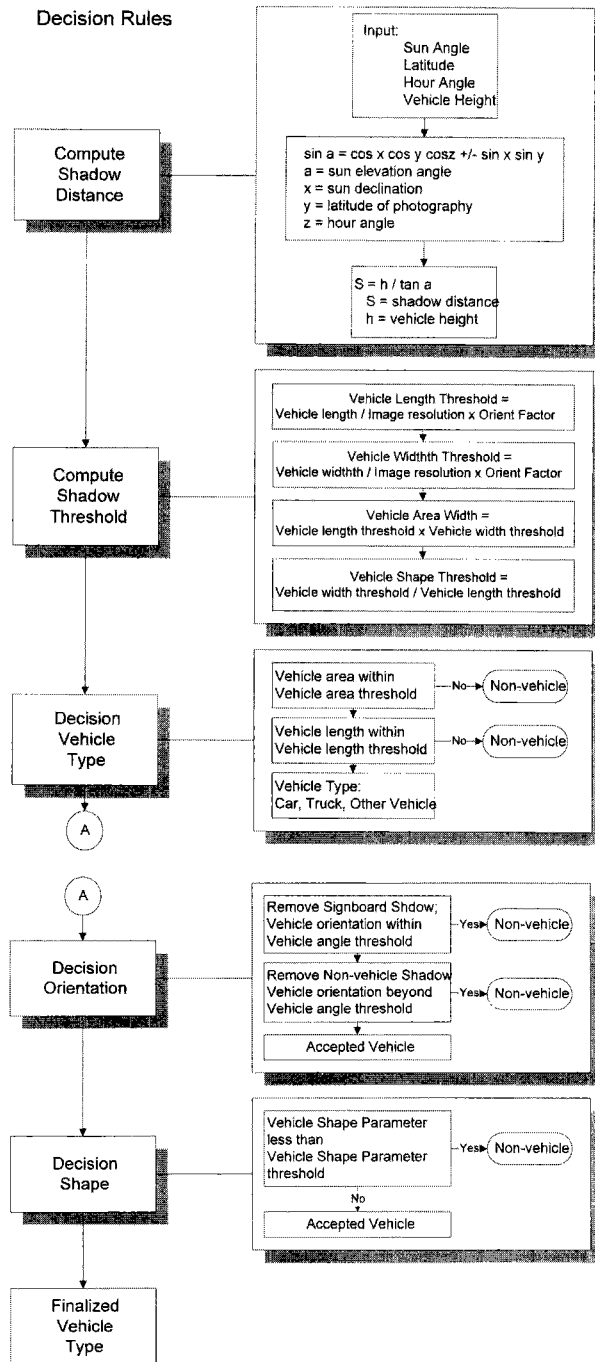 Decision Rules
Input:
Sun Angle
Latitude
Hour Angle
Vehicle Height
Compute
Shadow
Distance
sin a = cos x cos y cosz +/- sin x sin y
a = sun elevation angle
x = sun declination
y = latitude of photography
z = hour angle
S = h / tan a
S = shadow distance
h = vehicle height
Compute
Shadow
Threshold
Vehicle Length Threshold =
Vehicle length / Image resolution x Orient Factor
Vehicle Widthth Threshold =
Vehicle widthth / Image resolution x Orient Factor
Vehicle Area Width =
Vehicle length threshold x Vehicle width threshold
Vehicle Shape Threshold =
Vehicle width threshold / Vehicle length threshold
Decision
Vehicle
Type
Vehicle area within
Vehicle area threshold
No
Non-vehicle
Vehicle length within
Vehicle length threshold
No
Non-vehicle
Vehicle Type:
Car, Truck, Other Vehicle
A
A
Decision
Orientation
Remove Signboard Shdow;
Vehicle orientation within
Vehicle angle threshold
Yes
Non-vehicle
Remove Non-vehicle Shadow
Vehicle orientation beyond
Vehicle angle threshold
Yes
Non-vehicle
Accepted Vehicle
Decision
Shape
Vehicle Shape Parameter
less than
Vehicle Shape Parameter
threshold
Yes
Non-vehicle
No
Accepted Vehicle
Finalized
Vehicle
Type